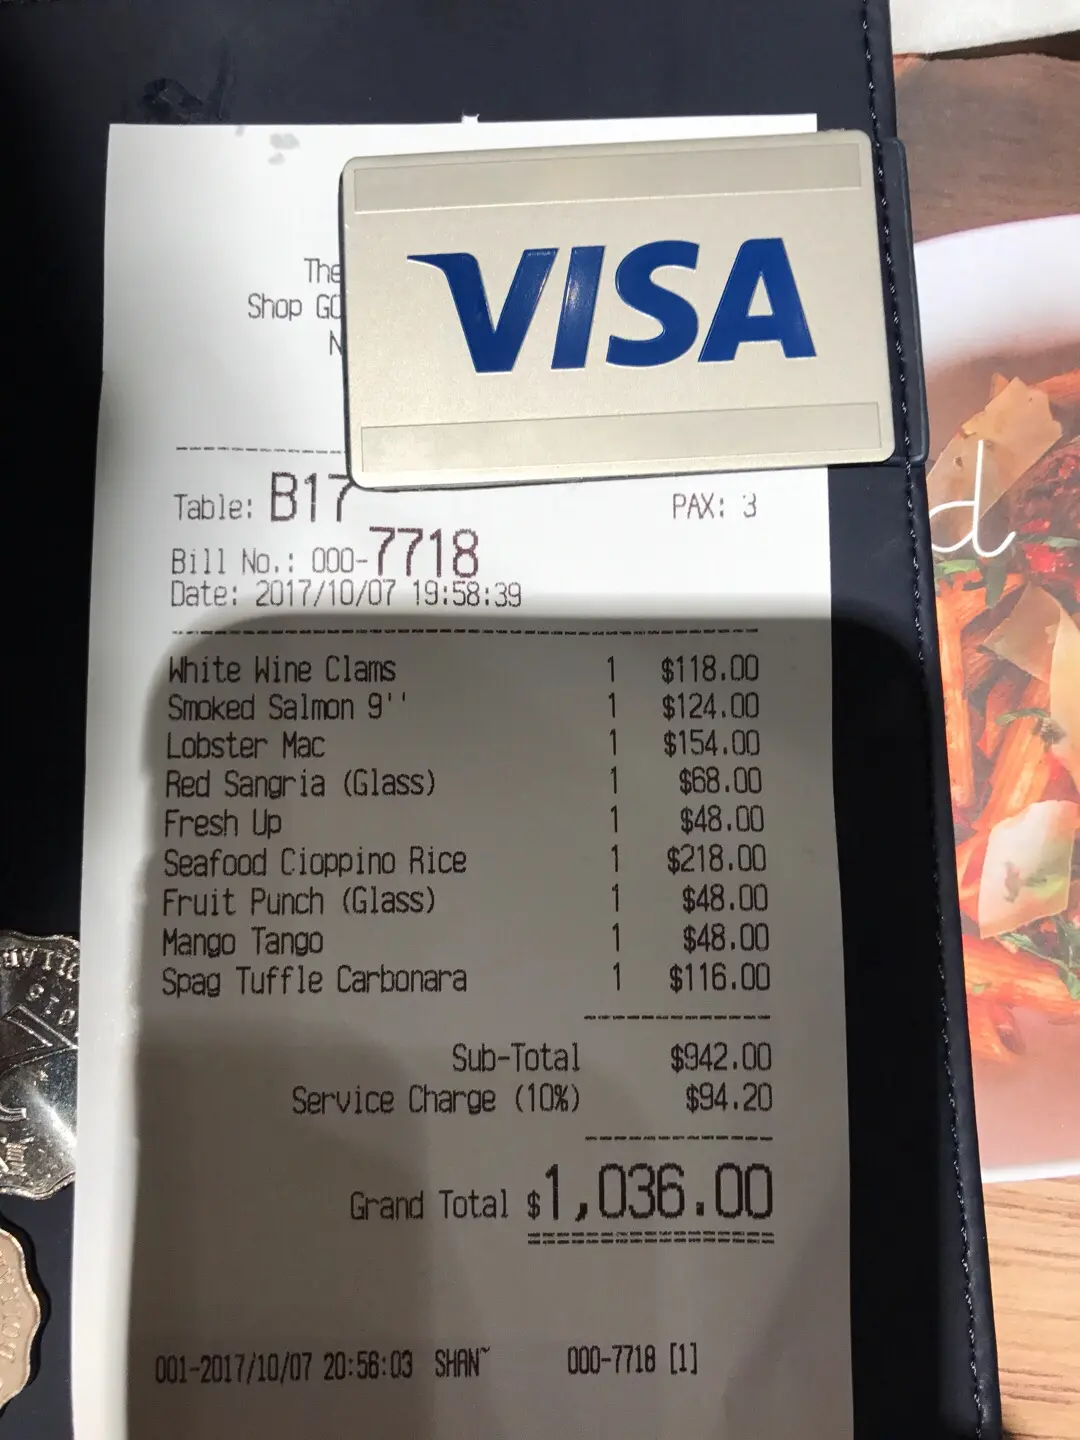 VISA
The
Shop GO
N
Table: B17 PAX: 3
Bill No.: 000-7718
Date: 2017/10/07 19:58:39
White Wine Clams 1 $118.00
Smoked Salmon 9'' 1 $124.00
Lobster Mac 1 $154.00
Red Sangria (Glass) 1 $68.00
Fresh Up 1 $48.00
Seafood Cioppino Rice 1 $218.00
Fruit Punch (Glass) 1 $48.00
Mango Tango 1 $48.00
Spag Tuffle Carbonara 1 $116.00
Sub-Total $942.00
Service Charge (10%) $94.20
Grand Total $1,036.00
001-2017/10/07 20:56:03 SHAN~ 000-7718 [1]
d